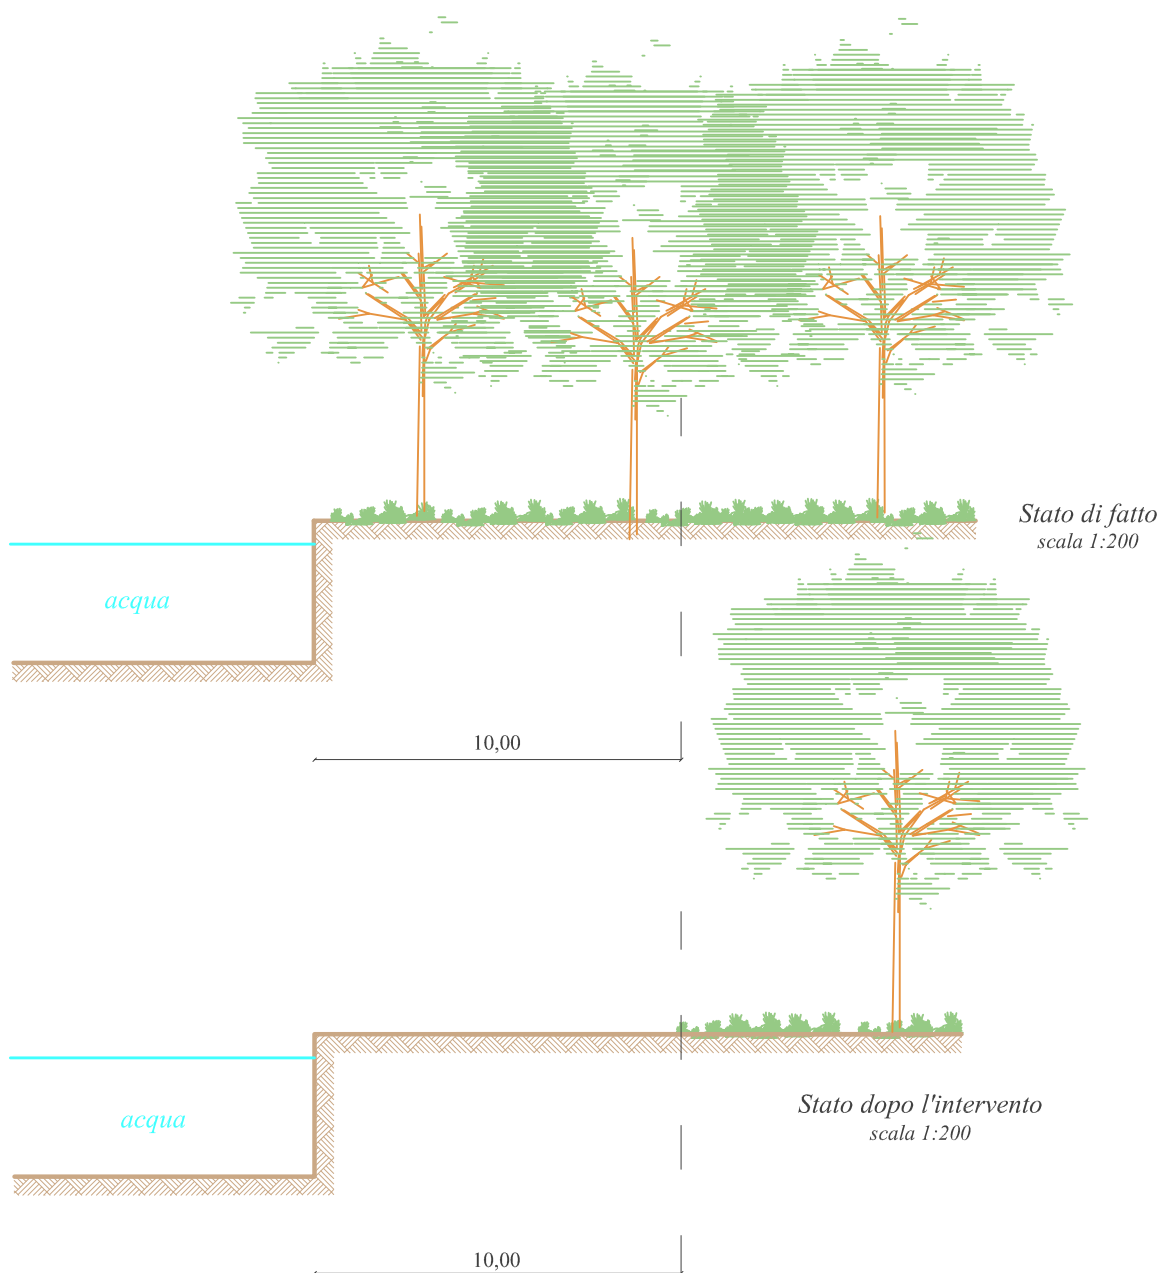 Stato di fatto
scala 1:200
acqua
10,00
Stato dopo l'intervento
scala 1:200
acqua
10,00